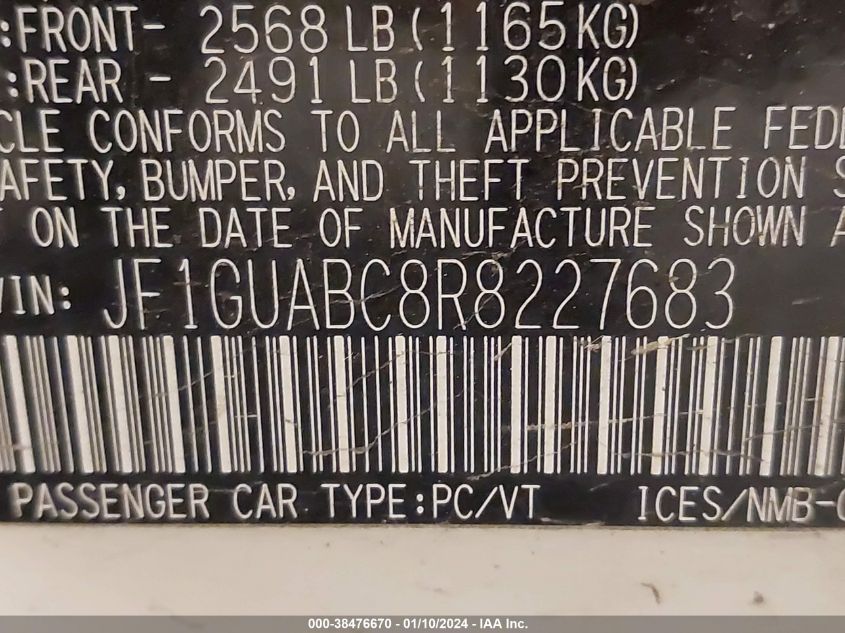 :FRONT- 2568 LB(1165KG)
:REAR - 2491 LB(1130KG)
CLE CONFORMS TO ALL APPLICABLE FEDE
AFETY, BUMPER, AND THEFT PREVENTION S
T ON THE DATE OF MANUFACTURE SHOWN A
VIN: JF1GUABC8R8227683
PASSENGER CAR TYPE:PC/VT ICES/NMB-0
000-38476670 - 01/10/2024 - IAA Inc.